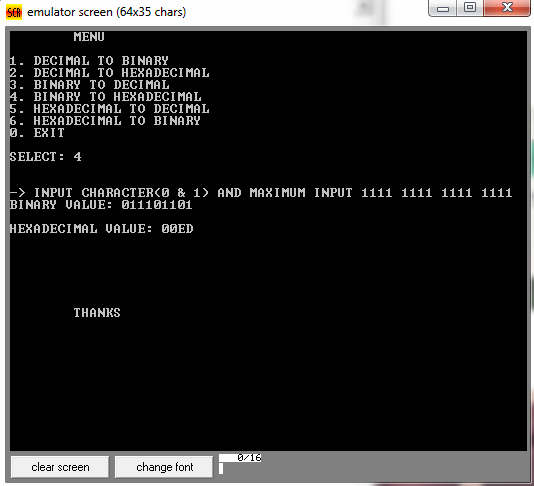 SCR emulator screen (64x35 chars)
MENU
1. DECIMAL TO BINARY
2. DECIMAL TO HEXADECIMAL
3. BINARY TO DECIMAL
4. BINARY TO HEXADECIMAL
5. HEXADECIMAL TO DECIMAL
6. HEXADECIMAL TO BINARY
0. EXIT
SELECT: 4
-> INPUT CHARACTER(0 & 1) AND MAXIMUM INPUT 1111 1111 1111 1111
BINARY VALUE: 011101101
HEXADECIMAL VALUE: 00ED
THANKS
clear screen change font 0/16